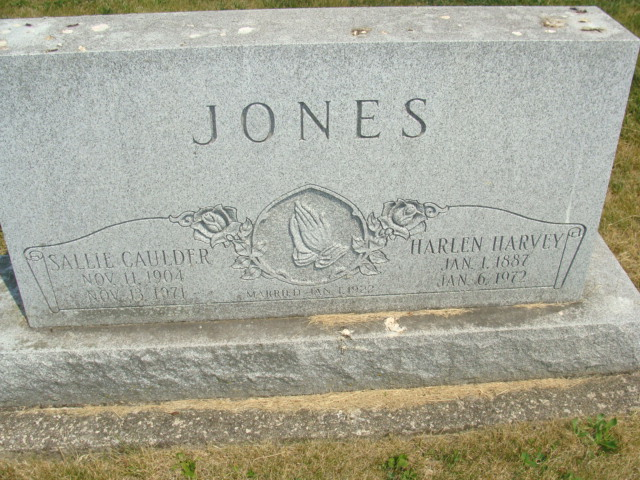 JONES
SALLIE CAULDER
NOV. 11, 1904
NOV. 13, 1971
HARLEN HARVEY
JAN. 1, 1887
JAN. 6, 1972
MARRIED JAN. 1,